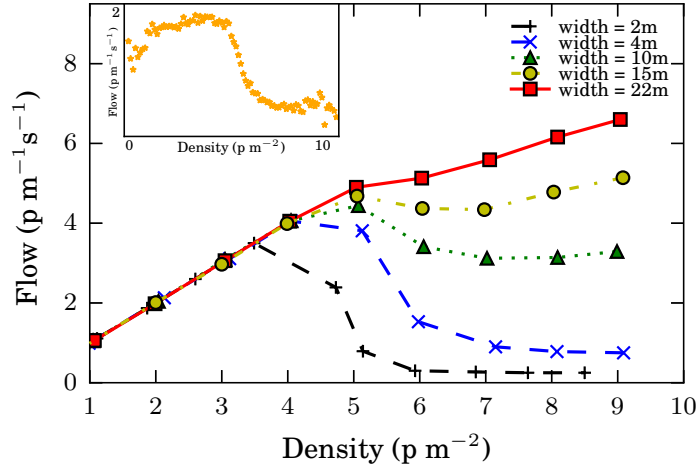 2
Flow (p m⁻¹s⁻¹)
0
10
Density (p m⁻²)
width = 2m
width = 4m
width = 10m
width = 15m
width = 22m
8
6
4
2
0
Flow (p m⁻¹s⁻¹)
1 2 3 4 5 6 7 8 9 10
Density (p m⁻²)